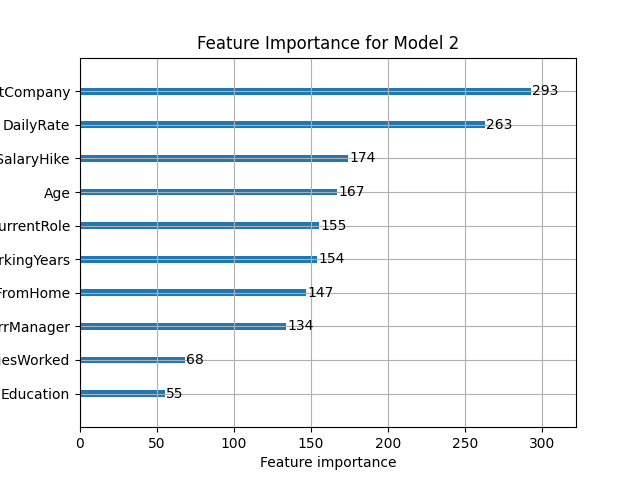 Feature Importance for Model 2
tCompany 293
DailyRate 263
SalaryHike 174
Age 167
urrentRole 155
rkingYears 154
FromHome 147
rrManager 134
iesWorked 68
Education 55
0 50 100 150 200 250 300
Feature importance